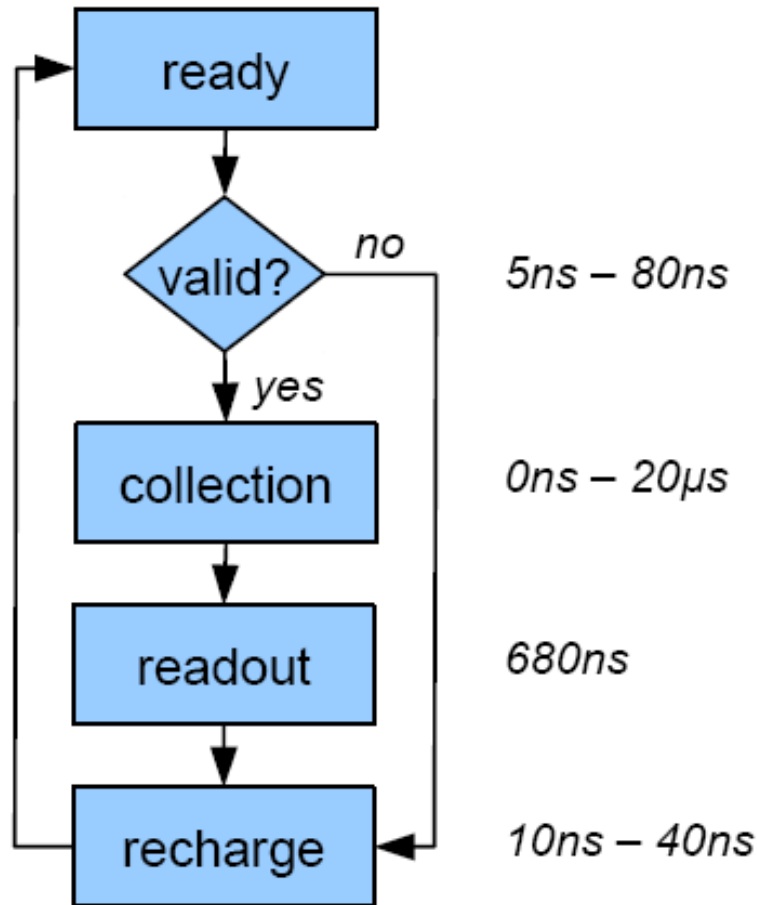 ready
no
valid?
5ns – 80ns
yes
collection
0ns – 20µs
readout
680ns
recharge
10ns – 40ns